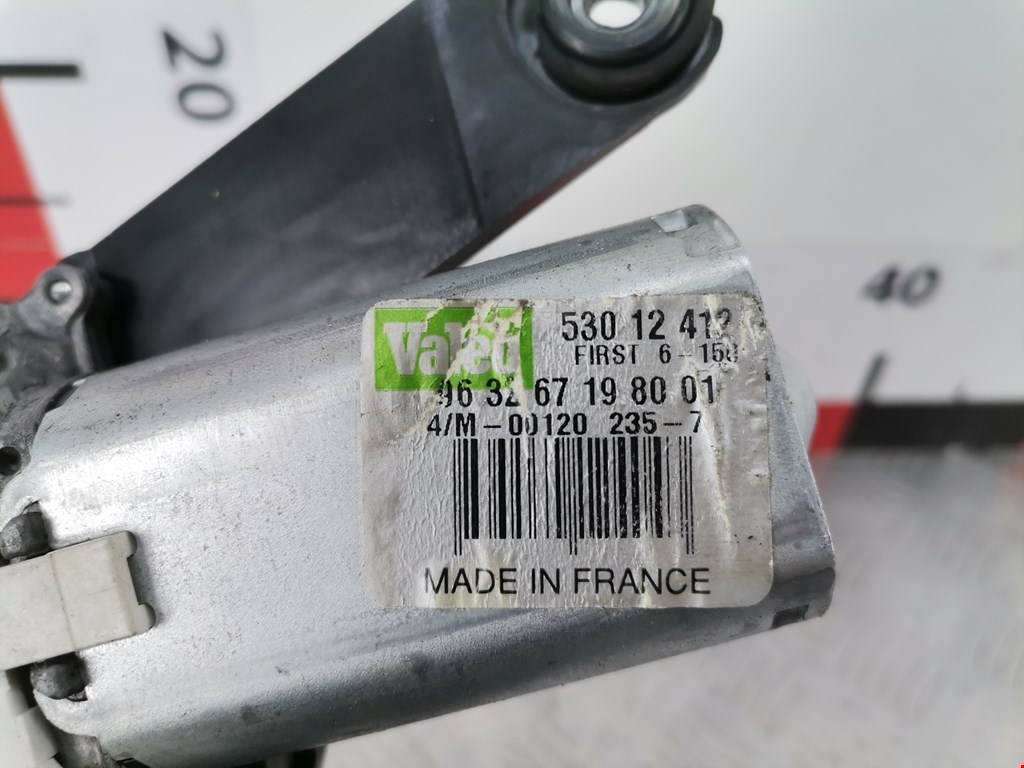 20
40
Valeo
530 12 412
FIRST 6-150
96 32 67 19 80 01
4/M-00120 235-7
MADE IN FRANCE